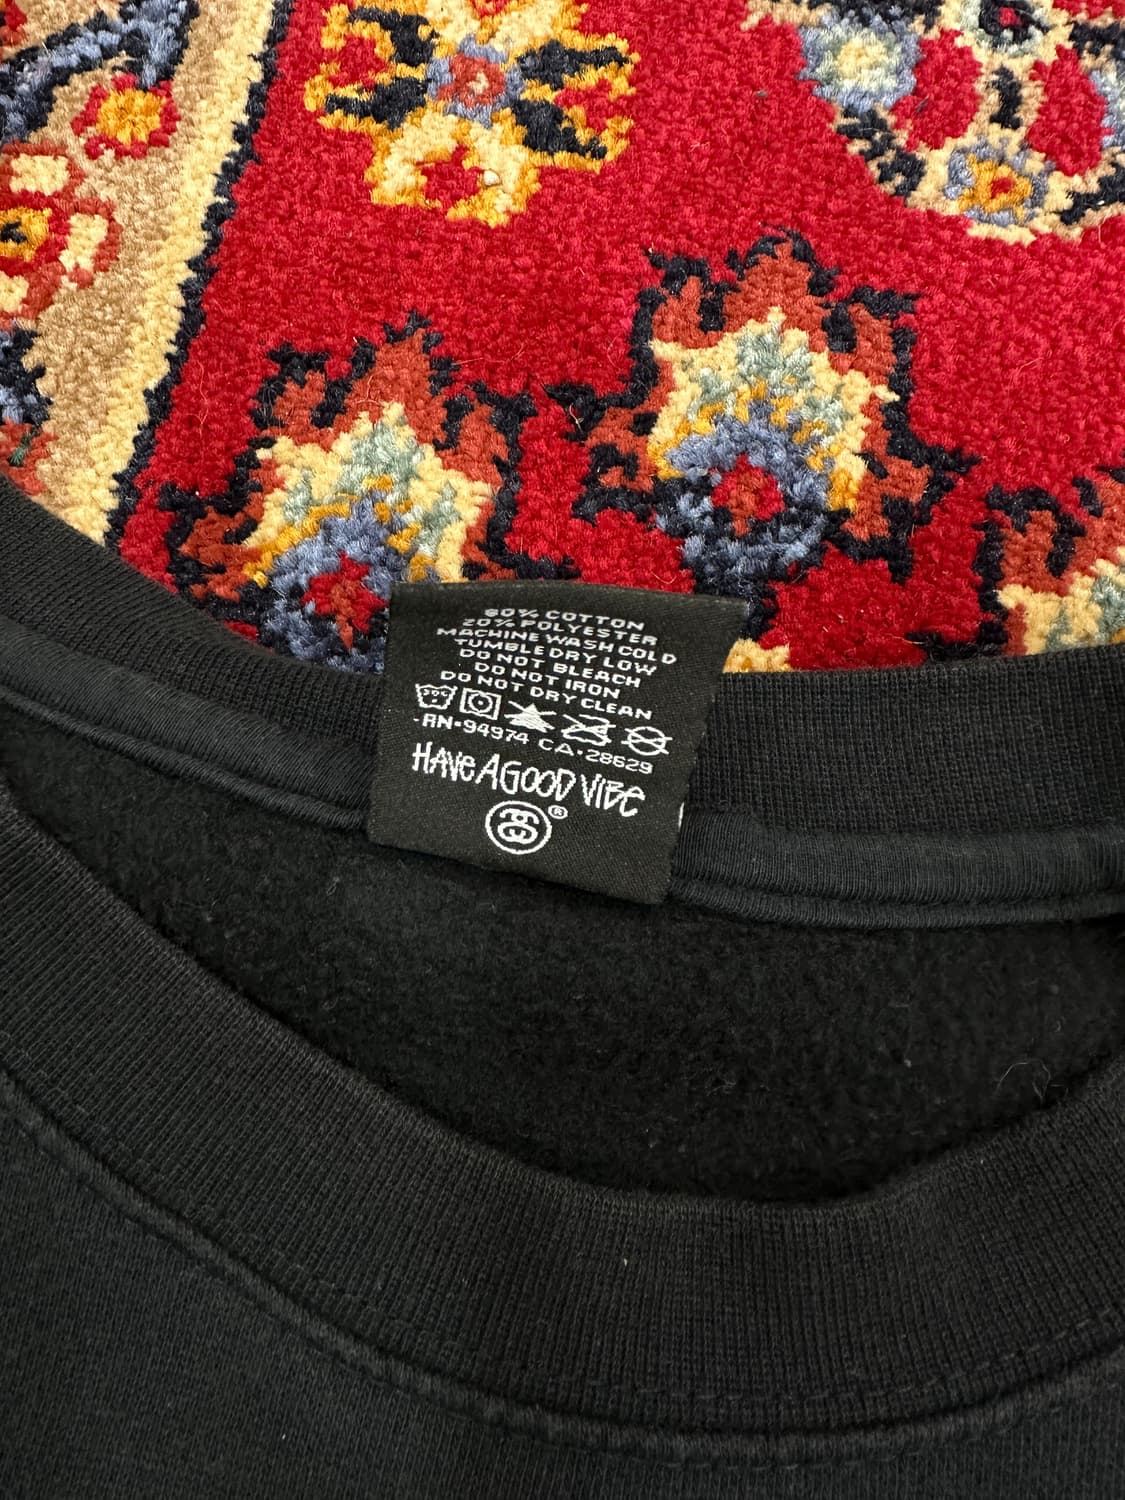 80% COTTON
20% POLYESTER
MACHINE WASH COLD
TUMBLE DRY LOW
DO NOT BLEACH
DO NOT IRON
DO NOT DRY CLEAN
30C
-RN•94974 CA•28629
HAVE A GOOD VIBE
®